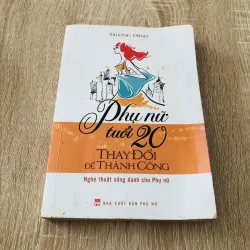 TRƯƠNG OÁNH
Phụ nữ
tuổi 20
THAY ĐỔI
ĐỂ THÀNH CÔNG
Nghệ thuật sống dành cho Phụ nữ
NHÀ XUẤT BẢN PHỤ NỮ